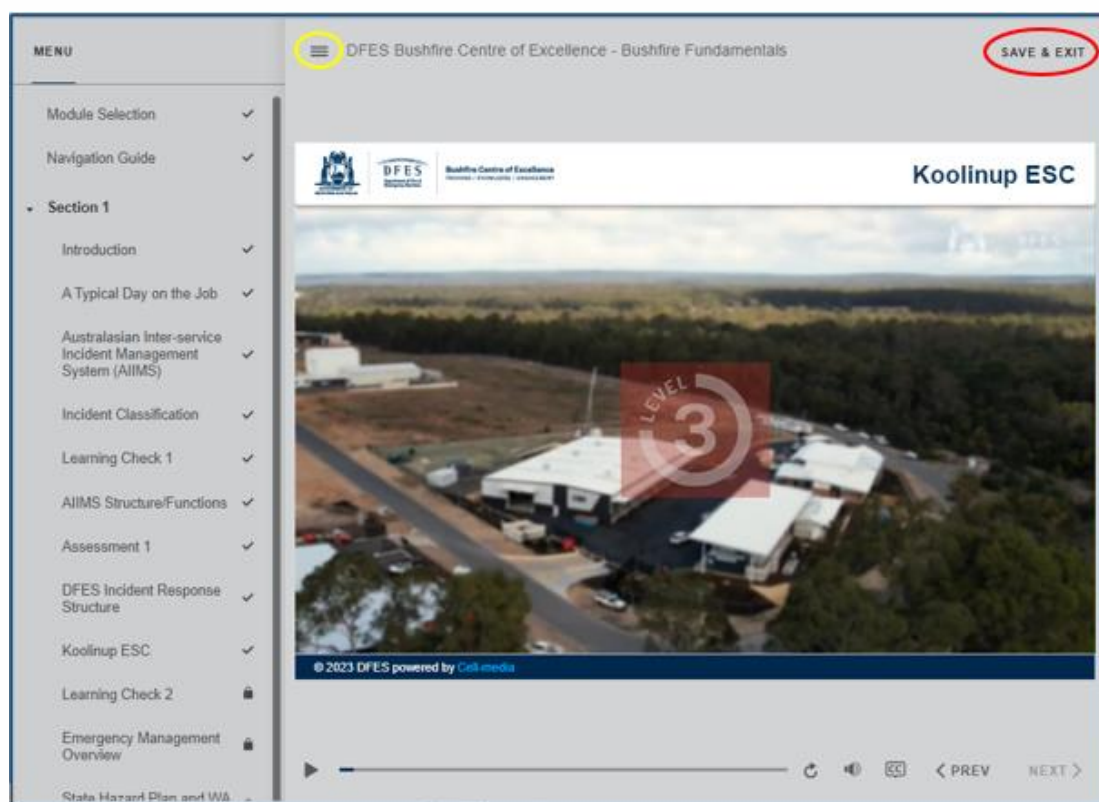 MENU
DFES Bushfire Centre of Excellence - Bushfire Fundamentals
SAVE & EXIT
Module Selection
Navigation Guide
Section 1
Introduction
A Typical Day on the Job
Australasian Inter-service
Incident Management
System (AIIMS)
Incident Classification
Learning Check 1
AIIMS Structure/Functions
Assessment 1
DFES Incident Response
Structure
Koolinup ESC
Learning Check 2
Emergency Management
Overview
State Hazard Plan and WA
DFES
Bushfire Centre of Excellence
Koolinup ESC
LEVEL
3
© 2023 DFES powered by Cell-media
CC
PREV
NEXT